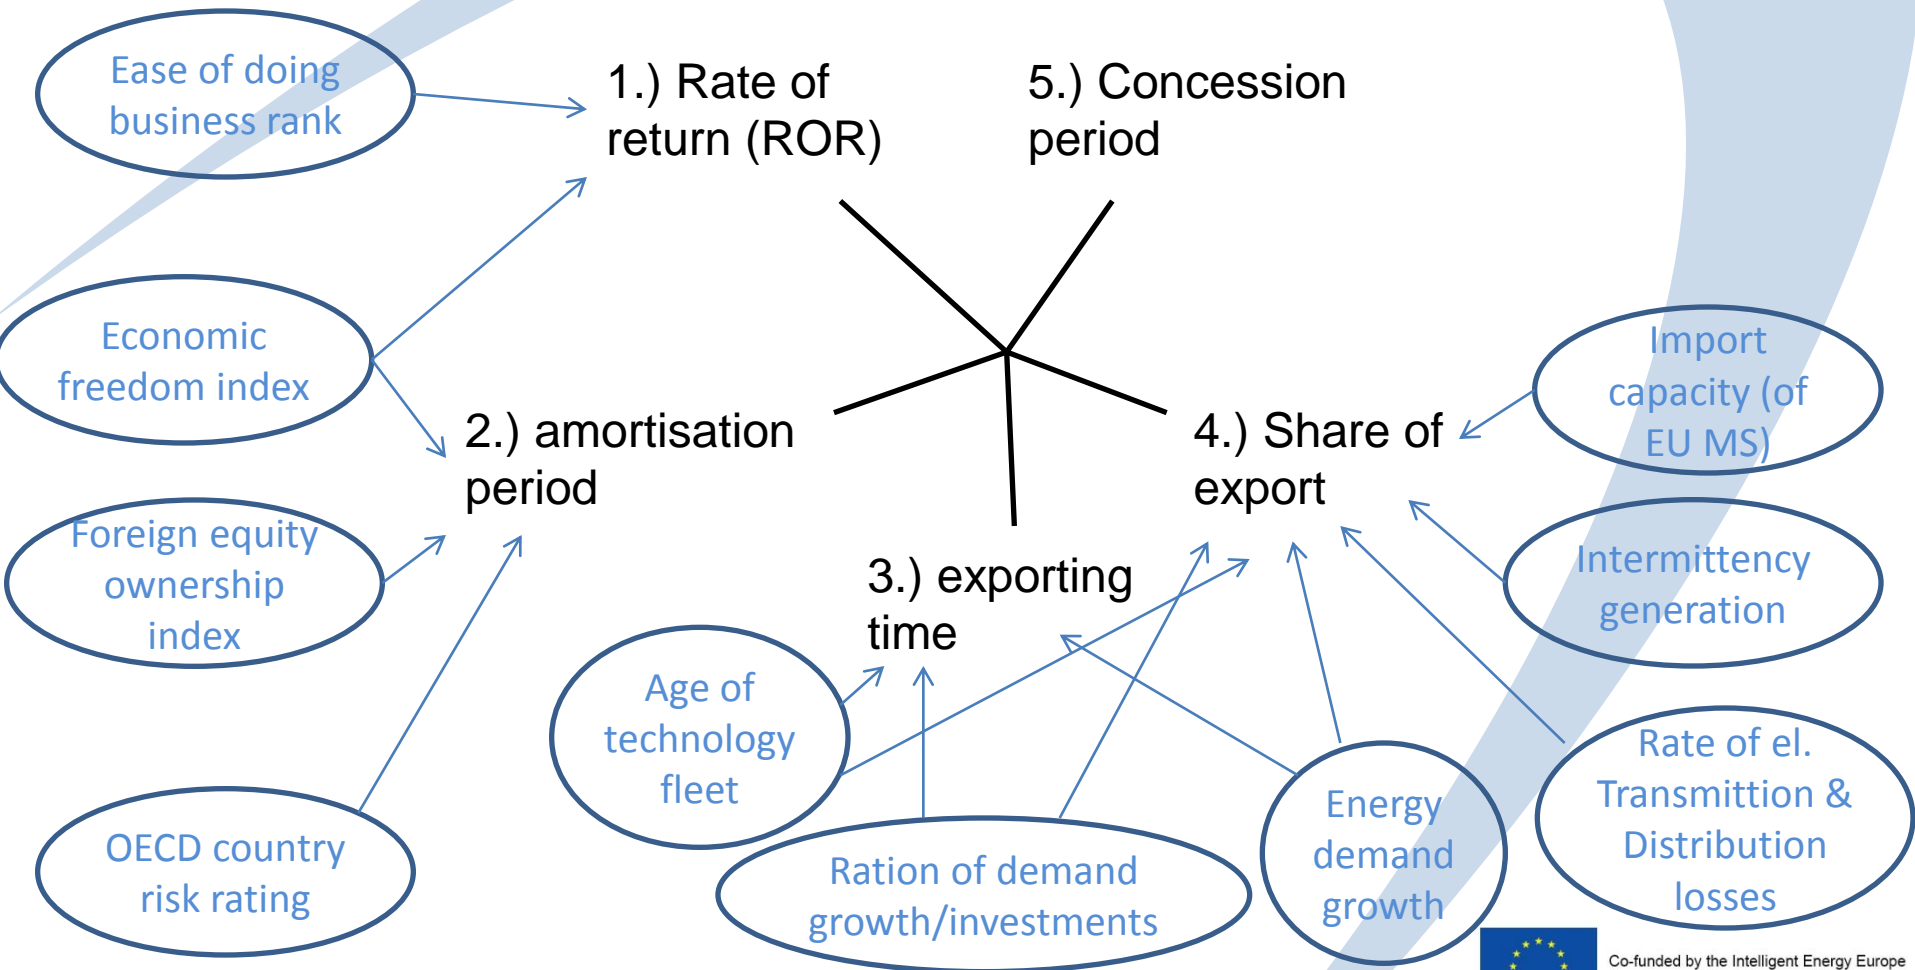 Ease of doing
business rank
1.) Rate of
return (ROR)
5.) Concession
period
Economic
freedom index
Import
capacity (of
EU MS)
2.) amortisation
period
4.) Share of
export
Foreign equity
ownership
index
3.) exporting
time
Intermittency
generation
Age of
technology
fleet
OECD country
risk rating
Ration of demand
growth/investments
Energy
demand
growth
Rate of el.
Transmittion &
Distribution
losses
Co-funded by the Intelligent Energy Europe